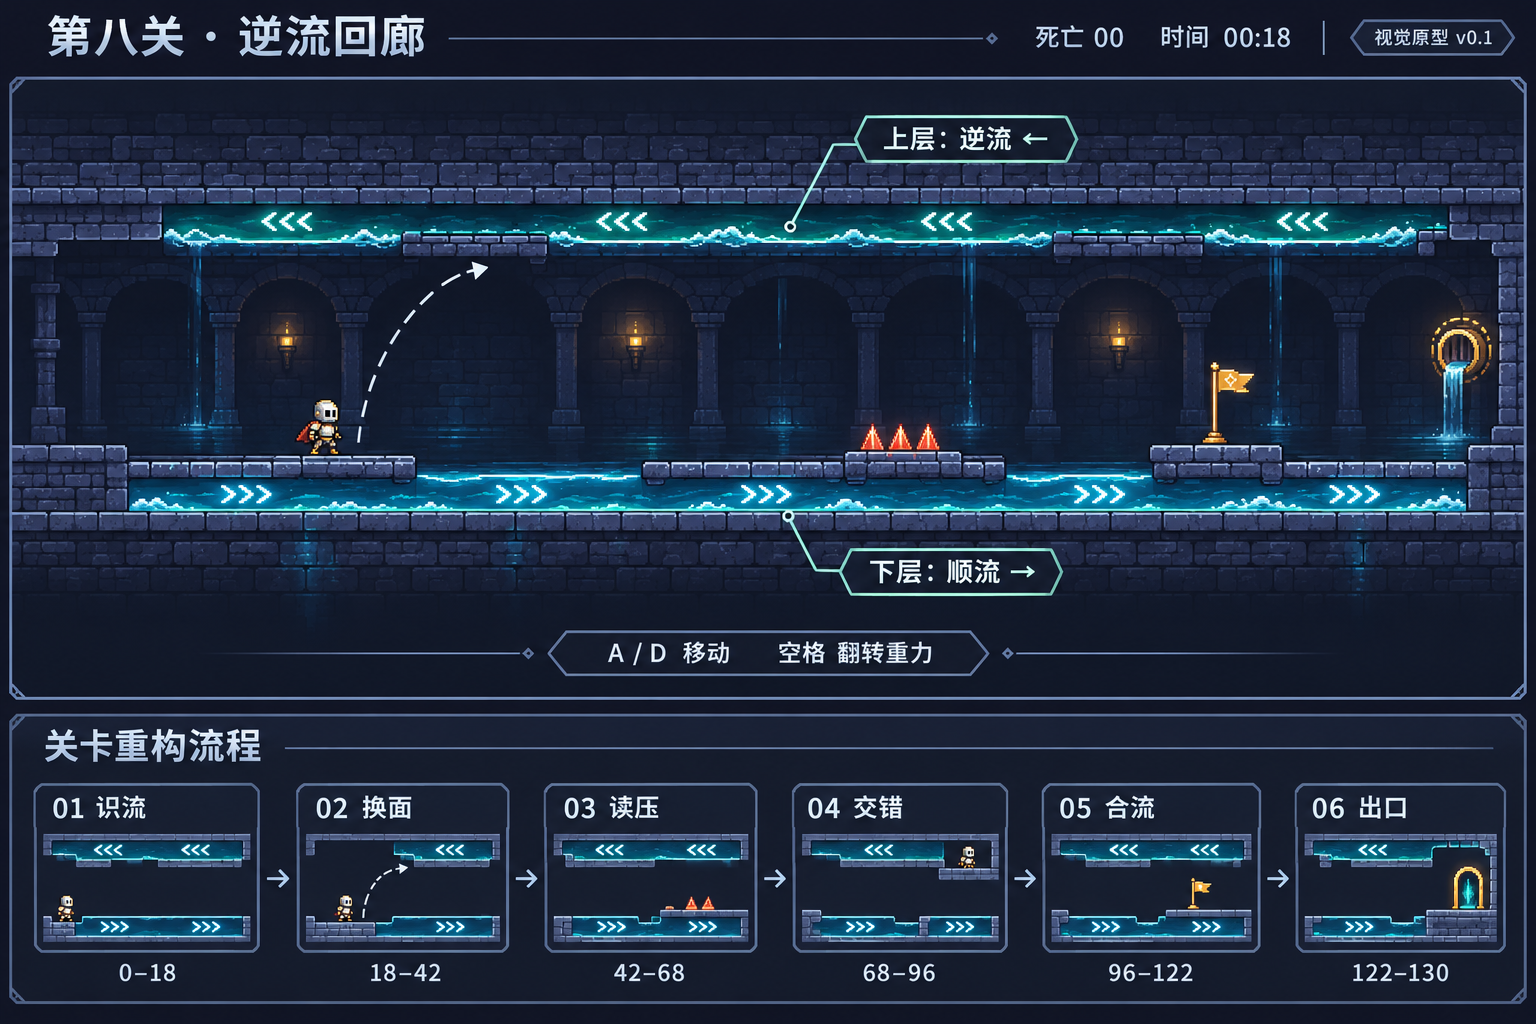 第八关·逆流回廊
死亡 00 时间 00:18 视觉原型 v0.1
上层：逆流 ←
<<< <<< <<< <<<
>>> >>> >>> >>> >>>
下层：顺流 →
A / D 移动 空格 翻转重力
关卡重构流程
01 识流
<<< <<<
>>> >>>
0–18
02 换面
<<<
>>>
18–42
03 读压
<<< <<<
>>> >>>
42–68
04 交错
<<<
>>> >>>
68–96
05 合流
<<< <<<
>>> >>>
96–122
06 出口
<<<
>>>
122–130